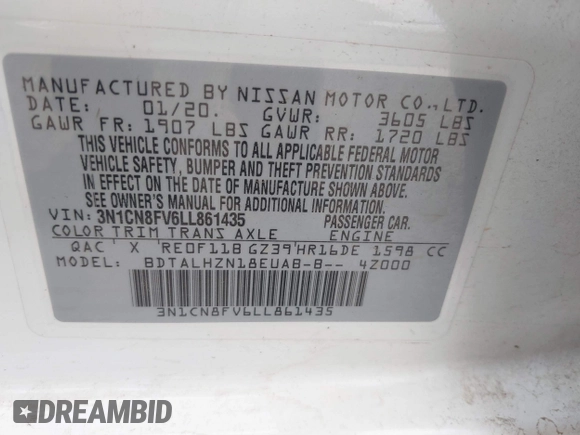 MANUFACTURED BY NISSAN MOTOR CO.,LTD.
DATE: 01/20. GVWR: 3605 LBS
GAWR FR: 1907 LBS GAWR RR: 1720 LBS
THIS VEHICLE CONFORMS TO ALL APPLICABLE FEDERAL MOTOR
VEHICLE SAFETY, BUMPER AND THEFT PREVENTION STANDARDS
IN EFFECT ON THE DATE OF MANUFACTURE SHOWN ABOVE.
SEE OWNER'S MANUAL FOR ADDITIONAL INFORMATION
VIN: 3N1CN8FV6LL861435 PASSENGER CAR.
COLOR TRIM TRANS AXLE ENGINE
QAC' X 'RE0F11B GZ39'HR16DE 1598 CC
MODEL: BDTALHZN18EUAB-B-- 4Z000
3N1CN8FV6LL861435
DREAMBID